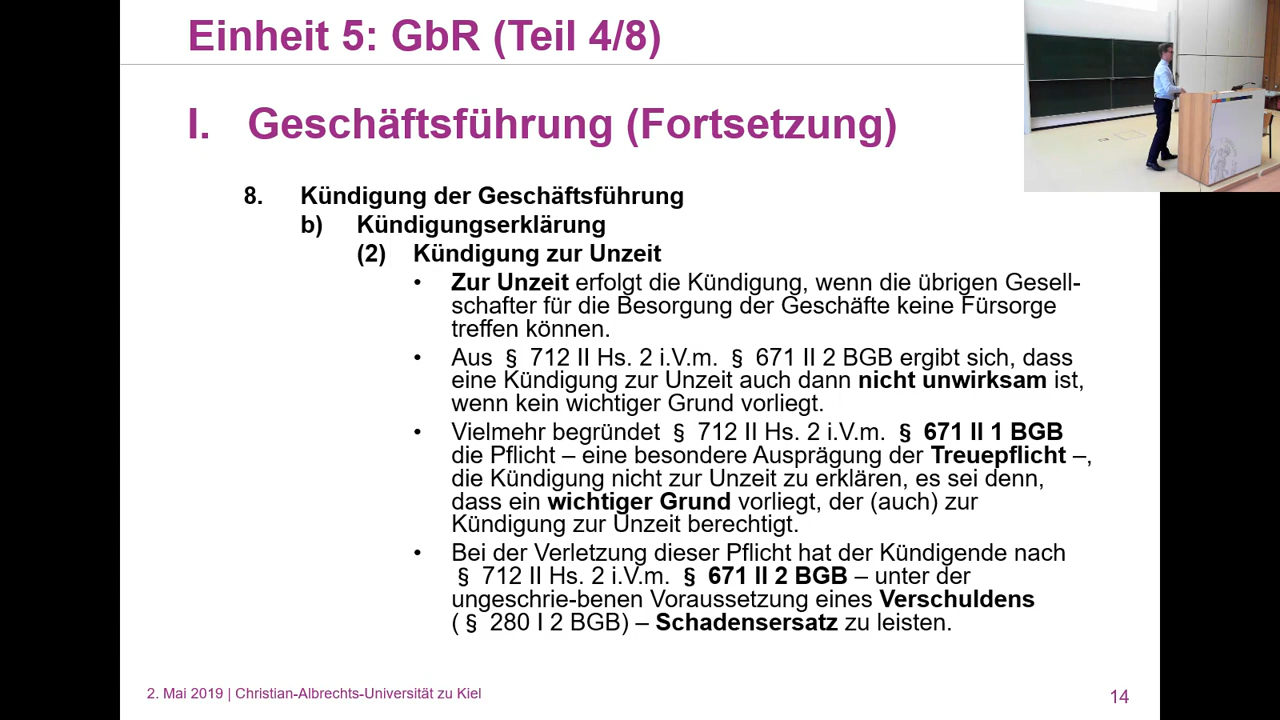 Einheit 5: GbR (Teil 4/8)
I. Geschäftsführung (Fortsetzung)
8. Kündigung der Geschäftsführung
b) Kündigungserklärung
(2) Kündigung zur Unzeit
• Zur Unzeit erfolgt die Kündigung, wenn die übrigen Gesell-
schafter für die Besorgung der Geschäfte keine Fürsorge
treffen können.
• Aus § 712 II Hs. 2 i.V.m. § 671 II 2 BGB ergibt sich, dass
eine Kündigung zur Unzeit auch dann nicht unwirksam ist,
wenn kein wichtiger Grund vorliegt.
• Vielmehr begründet § 712 II Hs. 2 i.V.m. § 671 II 1 BGB
die Pflicht – eine besondere Ausprägung der Treuepflicht –,
die Kündigung nicht zur Unzeit zu erklären, es sei denn,
dass ein wichtiger Grund vorliegt, der (auch) zur
Kündigung zur Unzeit berechtigt.
• Bei der Verletzung dieser Pflicht hat der Kündigende nach
§ 712 II Hs. 2 i.V.m. § 671 II 2 BGB – unter der
ungeschrie-benen Voraussetzung eines Verschuldens
( § 280 I 2 BGB) – Schadensersatz zu leisten.
2. Mai 2019 | Christian-Albrechts-Universität zu Kiel
14